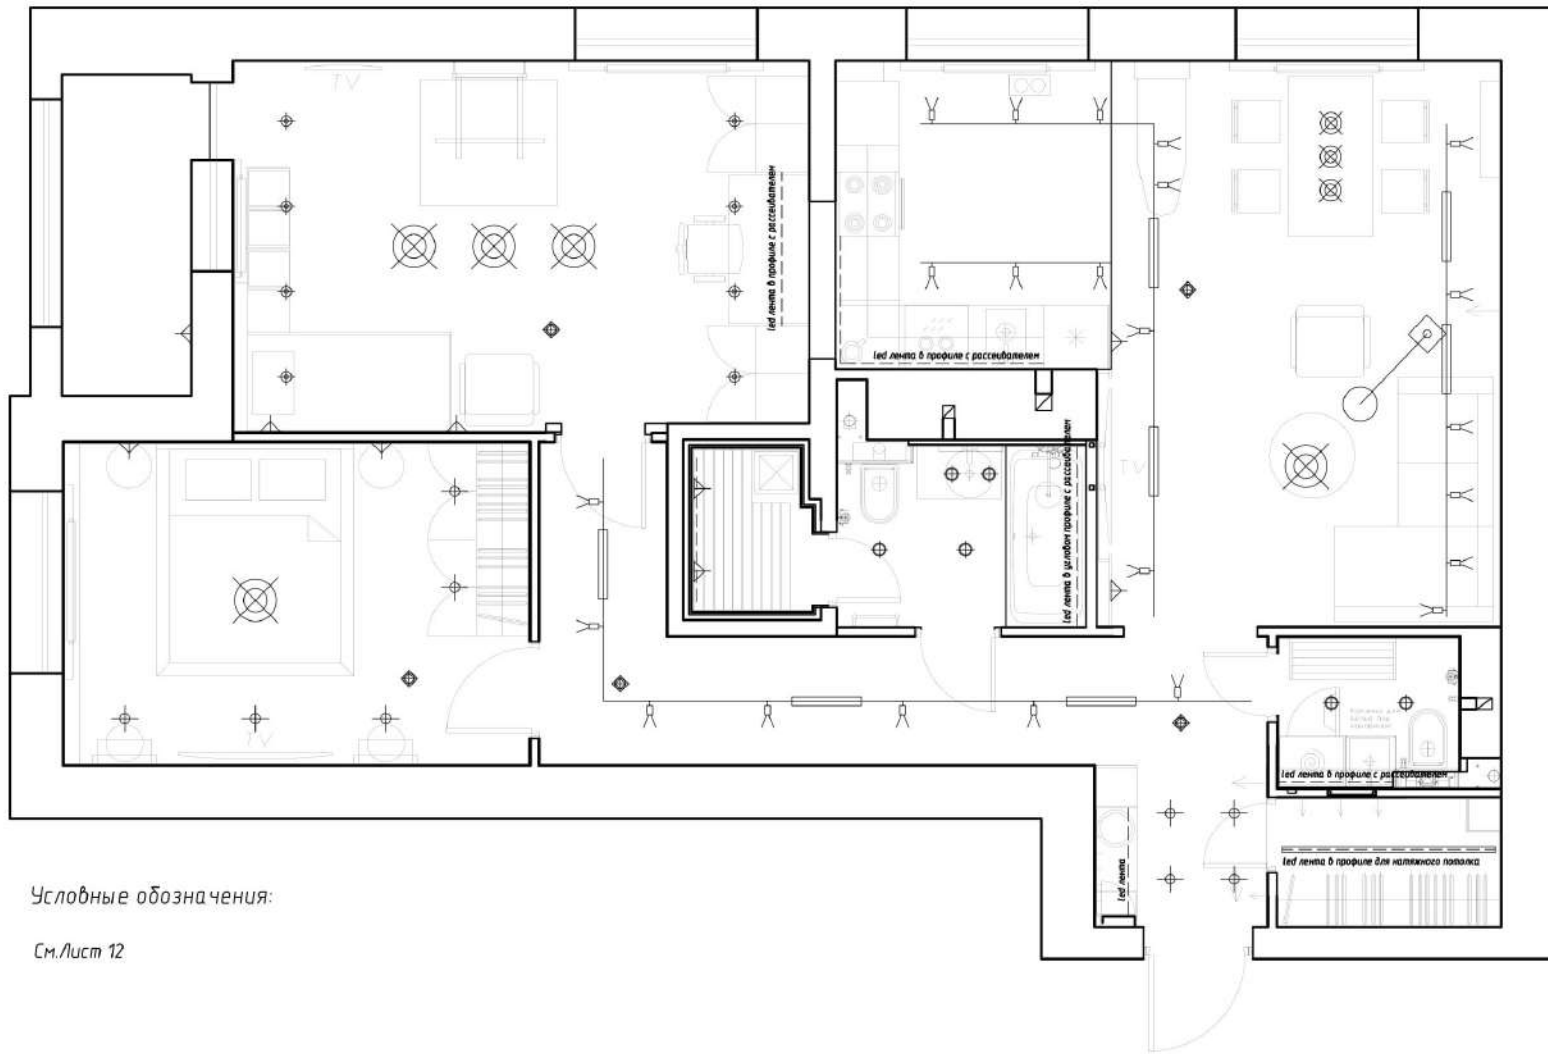 TV
led лента в профиле с рассеивателем
led лента в профиле с рассеивателем
led лента в угловом профиле с рассеивателем
TV
TV
led лента в профиле с рассеивателем
led лента в профиле для натяжного потолка
led лента
Условные обозначения:
См.Лист 12